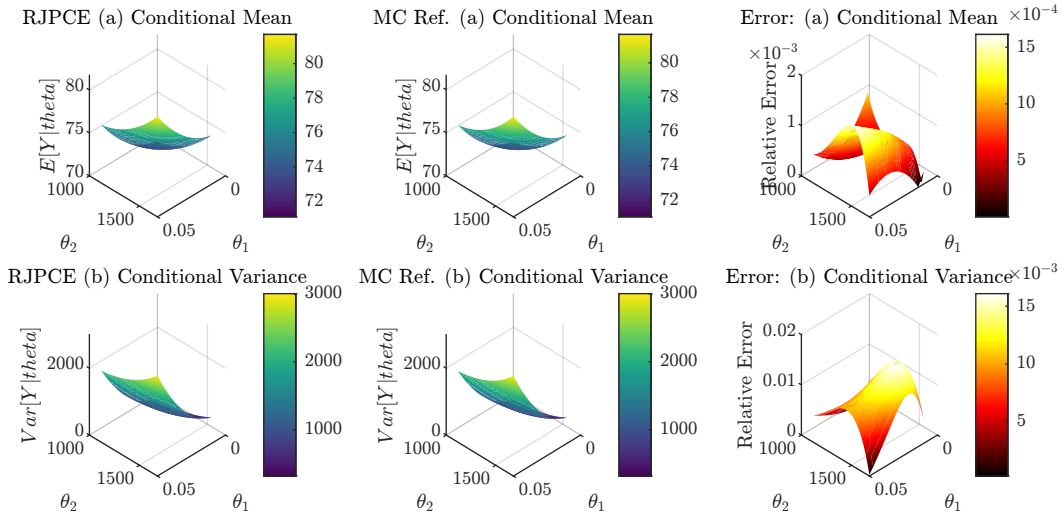 RJPCE (a) Conditional Mean
E[Y|theta]
80
75
70
1000
1500
θ2
0.05
θ1
0
80
78
76
74
72
MC Ref. (a) Conditional Mean
E[Y|theta]
80
75
70
1000
1500
θ2
0.05
θ1
0
80
78
76
74
72
Error: (a) Conditional Mean
×10⁻³
Relative Error
2
1
0
1000
1500
θ2
0.05
θ1
0
×10⁻⁴
15
10
5
RJPCE (b) Conditional Variance
Var[Y|theta]
2000
0
1000
1500
θ2
0.05
θ1
0
3000
2000
1000
MC Ref. (b) Conditional Variance
Var[Y|theta]
2000
0
1000
1500
θ2
0.05
θ1
0
3000
2000
1000
Error: (b) Conditional Variance
×10⁻³
Relative Error
0.02
0.01
0
1000
1500
θ2
0.05
θ1
0
15
10
5